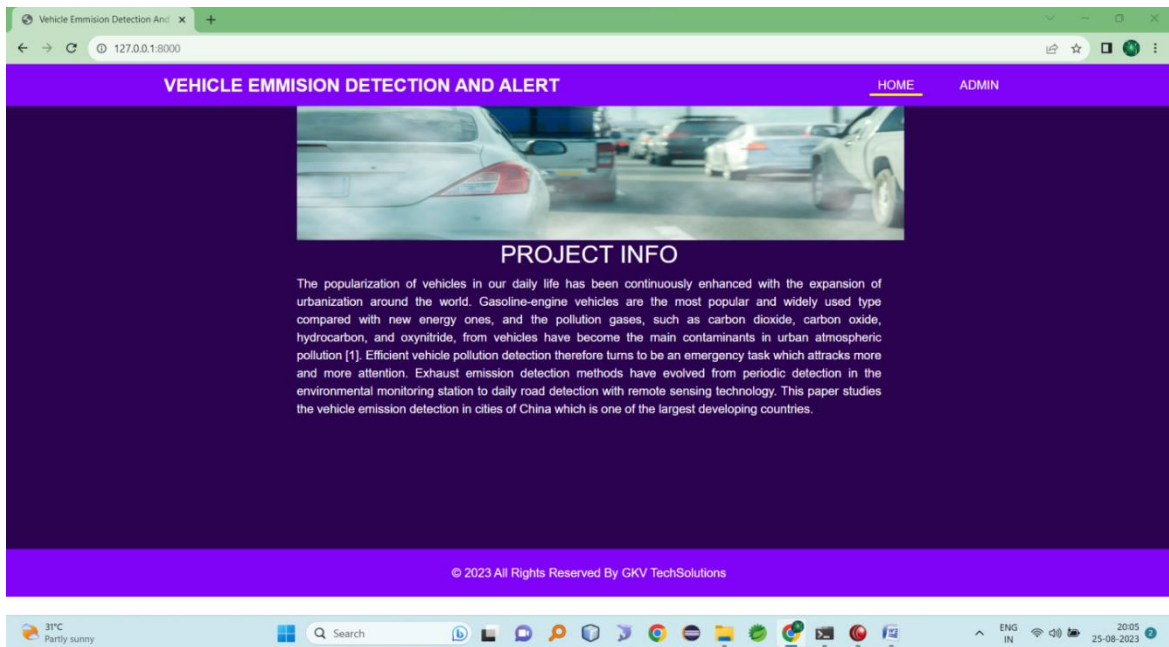 Vehicle Emmision Detection And
127.0.0.1:8000
VEHICLE EMMISION DETECTION AND ALERT
HOME
ADMIN
PROJECT INFO
The popularization of vehicles in our daily life has been continuously enhanced with the expansion of
urbanization around the world. Gasoline-engine vehicles are the most popular and widely used type
compared with new energy ones, and the pollution gases, such as carbon dioxide, carbon oxide,
hydrocarbon, and oxynitride, from vehicles have become the main contaminants in urban atmospheric
pollution [1]. Efficient vehicle pollution detection therefore turns to be an emergency task which attracks more
and more attention. Exhaust emission detection methods have evolved from periodic detection in the
environmental monitoring station to daily road detection with remote sensing technology. This paper studies
the vehicle emission detection in cities of China which is one of the largest developing countries.
© 2023 All Rights Reserved By GKV TechSolutions
31°C
Partly sunny
Search
ENG
IN
20:05
25-08-2023
2